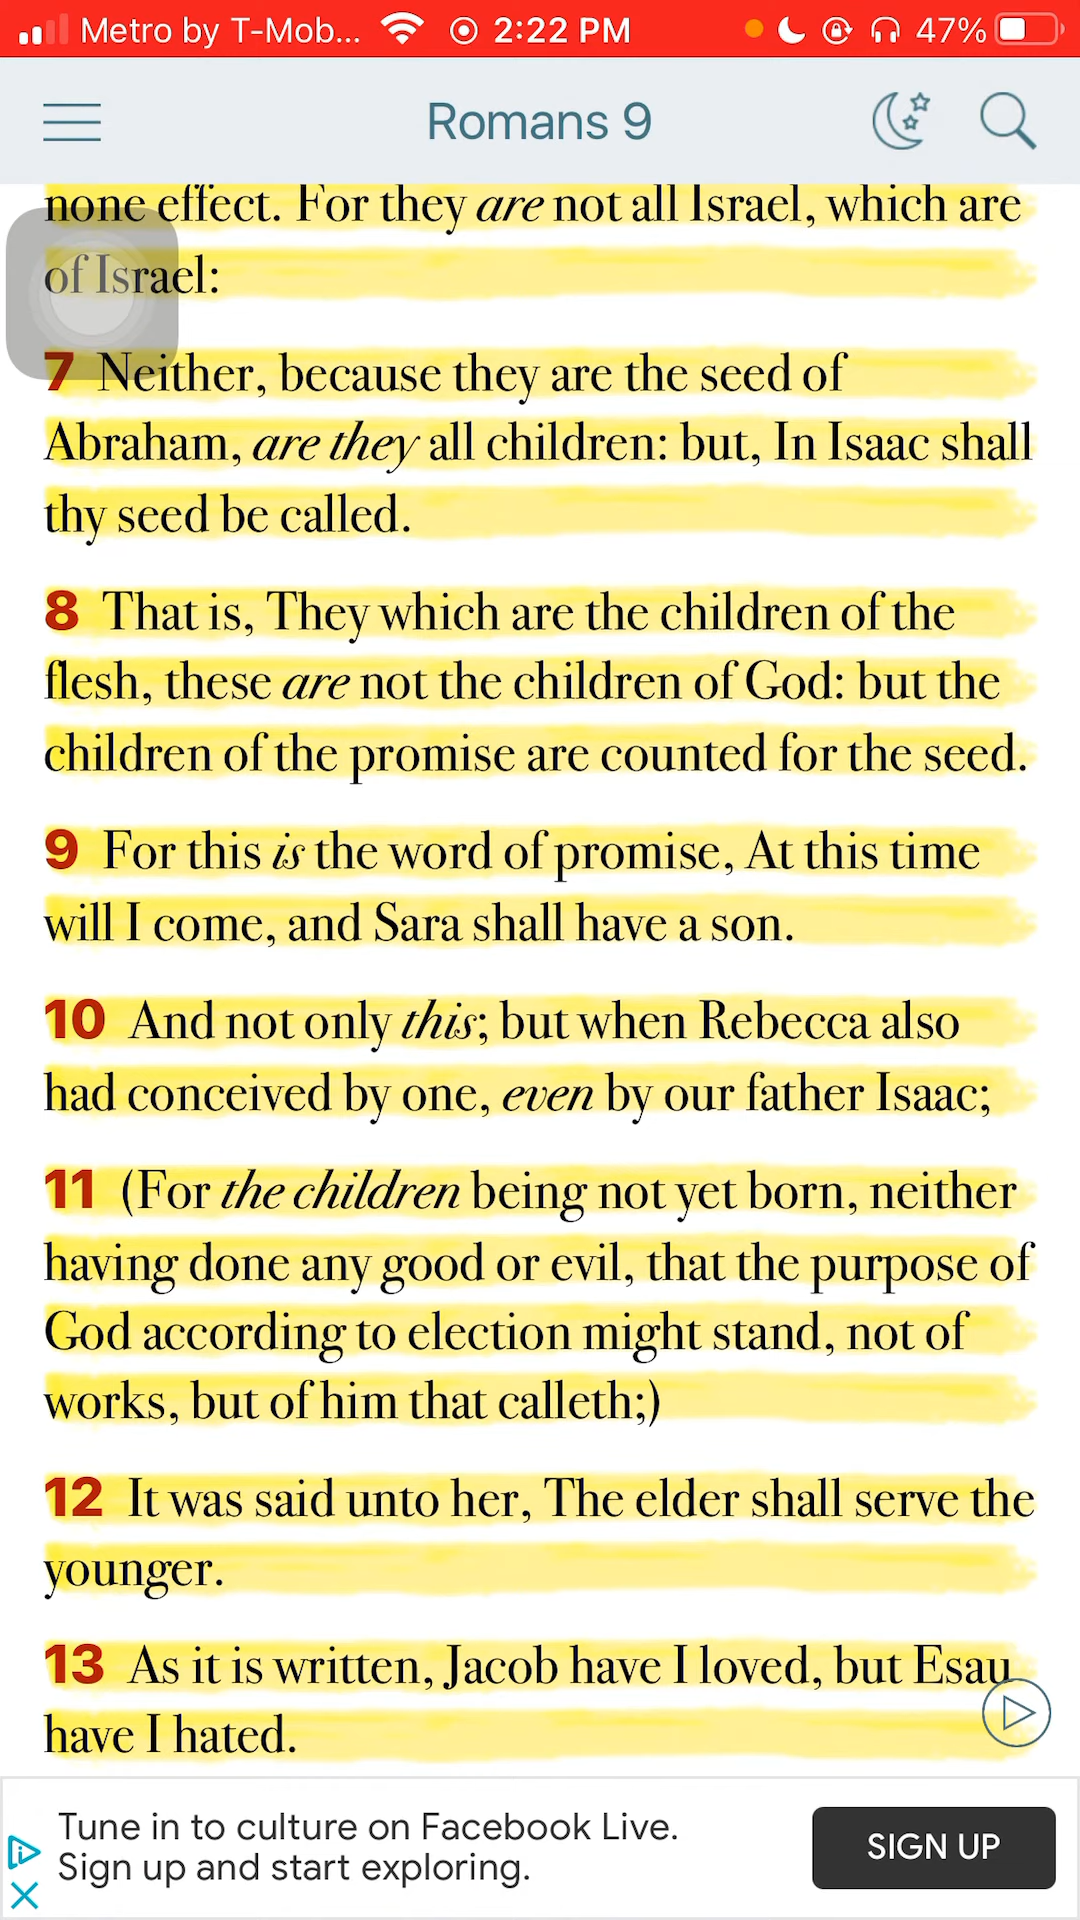 Metro by T-Mob... 2:22 PM 47%
Romans 9
none effect. For they are not all Israel, which are
of Israel:
7 Neither, because they are the seed of
Abraham, are they all children: but, In Isaac shall
thy seed be called.
8 That is, They which are the children of the
flesh, these are not the children of God: but the
children of the promise are counted for the seed.
9 For this is the word of promise, At this time
will I come, and Sara shall have a son.
10 And not only this; but when Rebecca also
had conceived by one, even by our father Isaac;
11 (For the children being not yet born, neither
having done any good or evil, that the purpose of
God according to election might stand, not of
works, but of him that calleth;)
12 It was said unto her, The elder shall serve the
younger.
13 As it is written, Jacob have I loved, but Esau
have I hated.
Tune in to culture on Facebook Live.
Sign up and start exploring.
SIGN UP